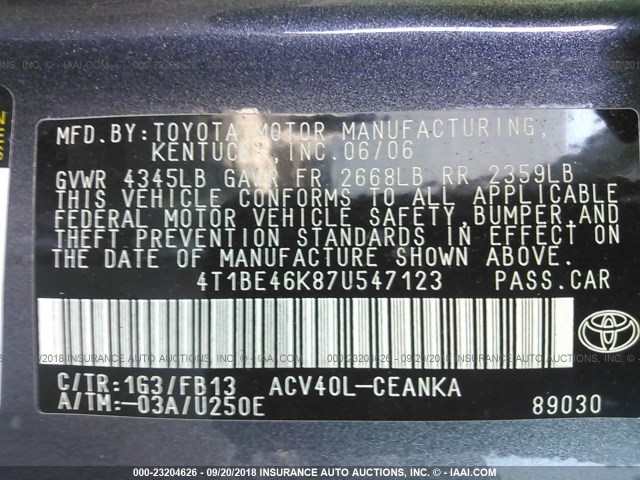 MFD.BY:TOYOTA MOTOR MANUFACTURING,
KENTUCKY,INC.06/06
GVWR 4345LB GAWR FR 2668LB RR 2359LB
THIS VEHICLE CONFORMS TO ALL APPLICABLE
FEDERAL MOTOR VEHICLE SAFETY,BUMPER,AND
THEFT PREVENTION STANDARDS IN EFFECT ON
THE DATE OF MANUFACTURE SHOWN ABOVE.
4T1BE46K87U547123 PASS.CAR
TOYOTA
C/TR:1G3/FB13 ACV40L-CEANKA
A/TM:-03A/U250E
89030
000-23204626 - 09/20/2018 INSURANCE AUTO AUCTIONS, INC. - IAAI.COM